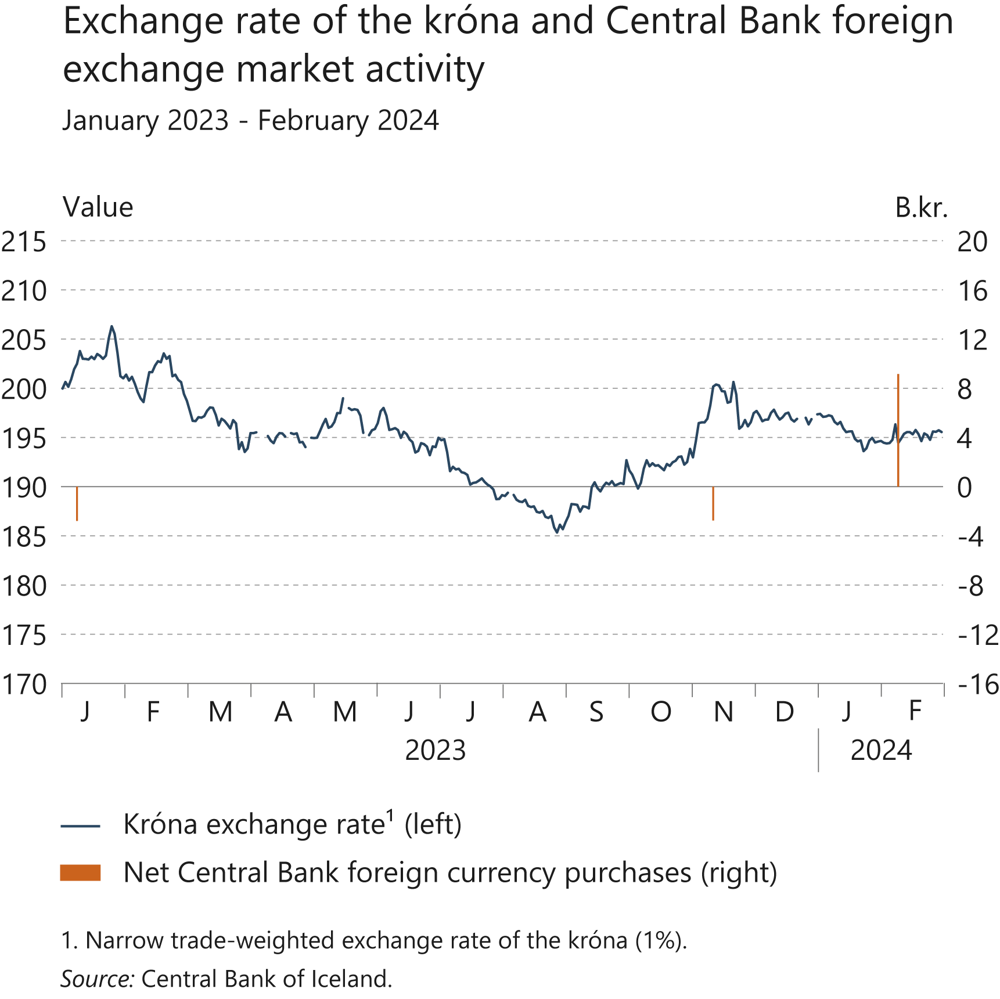 Exchange rate of the króna and Central Bank foreign
exchange market activity
January 2023 - February 2024
Value B.kr.
215 20
210 16
205 12
200 8
195 4
190 0
185 -4
180 -8
175 -12
170 -16
J F M A M J J A S O N D J F
2023 2024
Króna exchange rate¹ (left)
Net Central Bank foreign currency purchases (right)
1. Narrow trade-weighted exchange rate of the króna (1%).
Source: Central Bank of Iceland.